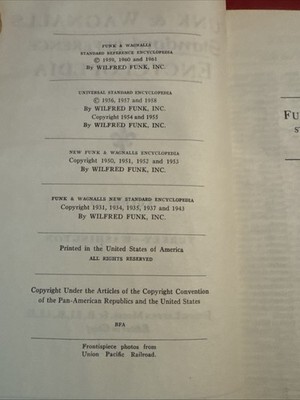 FUNK & WAGNALLS
STANDARD REFERENCE ENCYCLOPEDIA
© 1959, 1960 and 1961
By WILFRED FUNK, INC.
UNIVERSAL STANDARD ENCYCLOPEDIA
© 1956, 1957 and 1958
By WILFRED FUNK, INC.
Copyright 1954 and 1955
By WILFRED FUNK, INC.
NEW FUNK & WAGNALLS ENCYCLOPEDIA
Copyright 1950, 1951, 1952 and 1953
By WILFRED FUNK, INC.
FUNK & WAGNALLS NEW STANDARD ENCYCLOPEDIA
Copyright 1931, 1934, 1935, 1937 and 1943
By WILFRED FUNK, INC.
Printed in the United States of America
ALL RIGHTS RESERVED
Copyright Under the Articles of the Copyright Convention
of the Pan-American Republics and the United States
RPA
Frontispiece photos from
Union Pacific Railroad.
FU
S